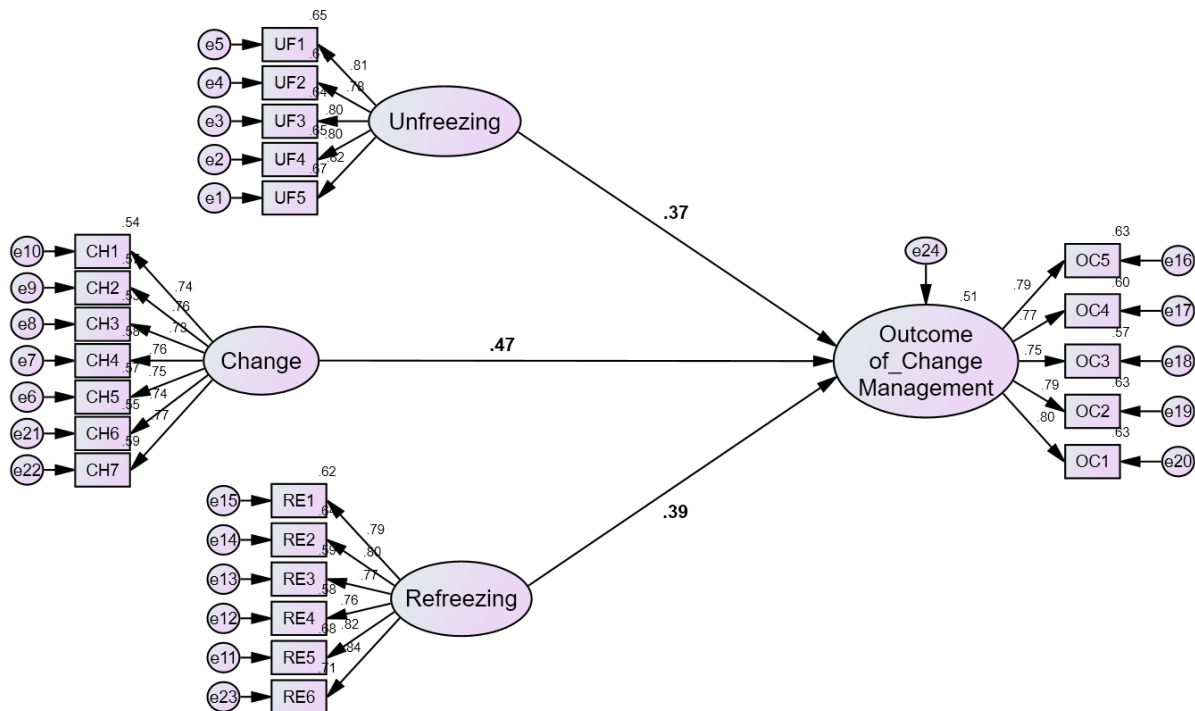 .65
e5 UF1
.81
e4 UF2
.78
.64
e3 UF3 .80
.65 .80
e2 UF4 .82
.67
e1 UF5
Unfreezing
.37
.54
e10 CH1
.74
e9 CH2
.76
.53
e8 CH3
.73
.58
e7 CH4 .76
.57 .75
e6 CH5
.74
.55
e21 CH6
.77
.59
e22 CH7
Change
.47
.62
e15 RE1
.79
.64
e14 RE2
.80
.59
e13 RE3
.77
.58
e12 RE4 .76
.68 .82
e11 RE5
.84
.71
e23 RE6
Refreezing
.39
e24
.51
Outcome
of_Change
Management
.63
OC5 e16
.79
.60
OC4 e17
.77
.57
.75 OC3 e18
.63
.79
OC2 e19
.63
.80
OC1 e20